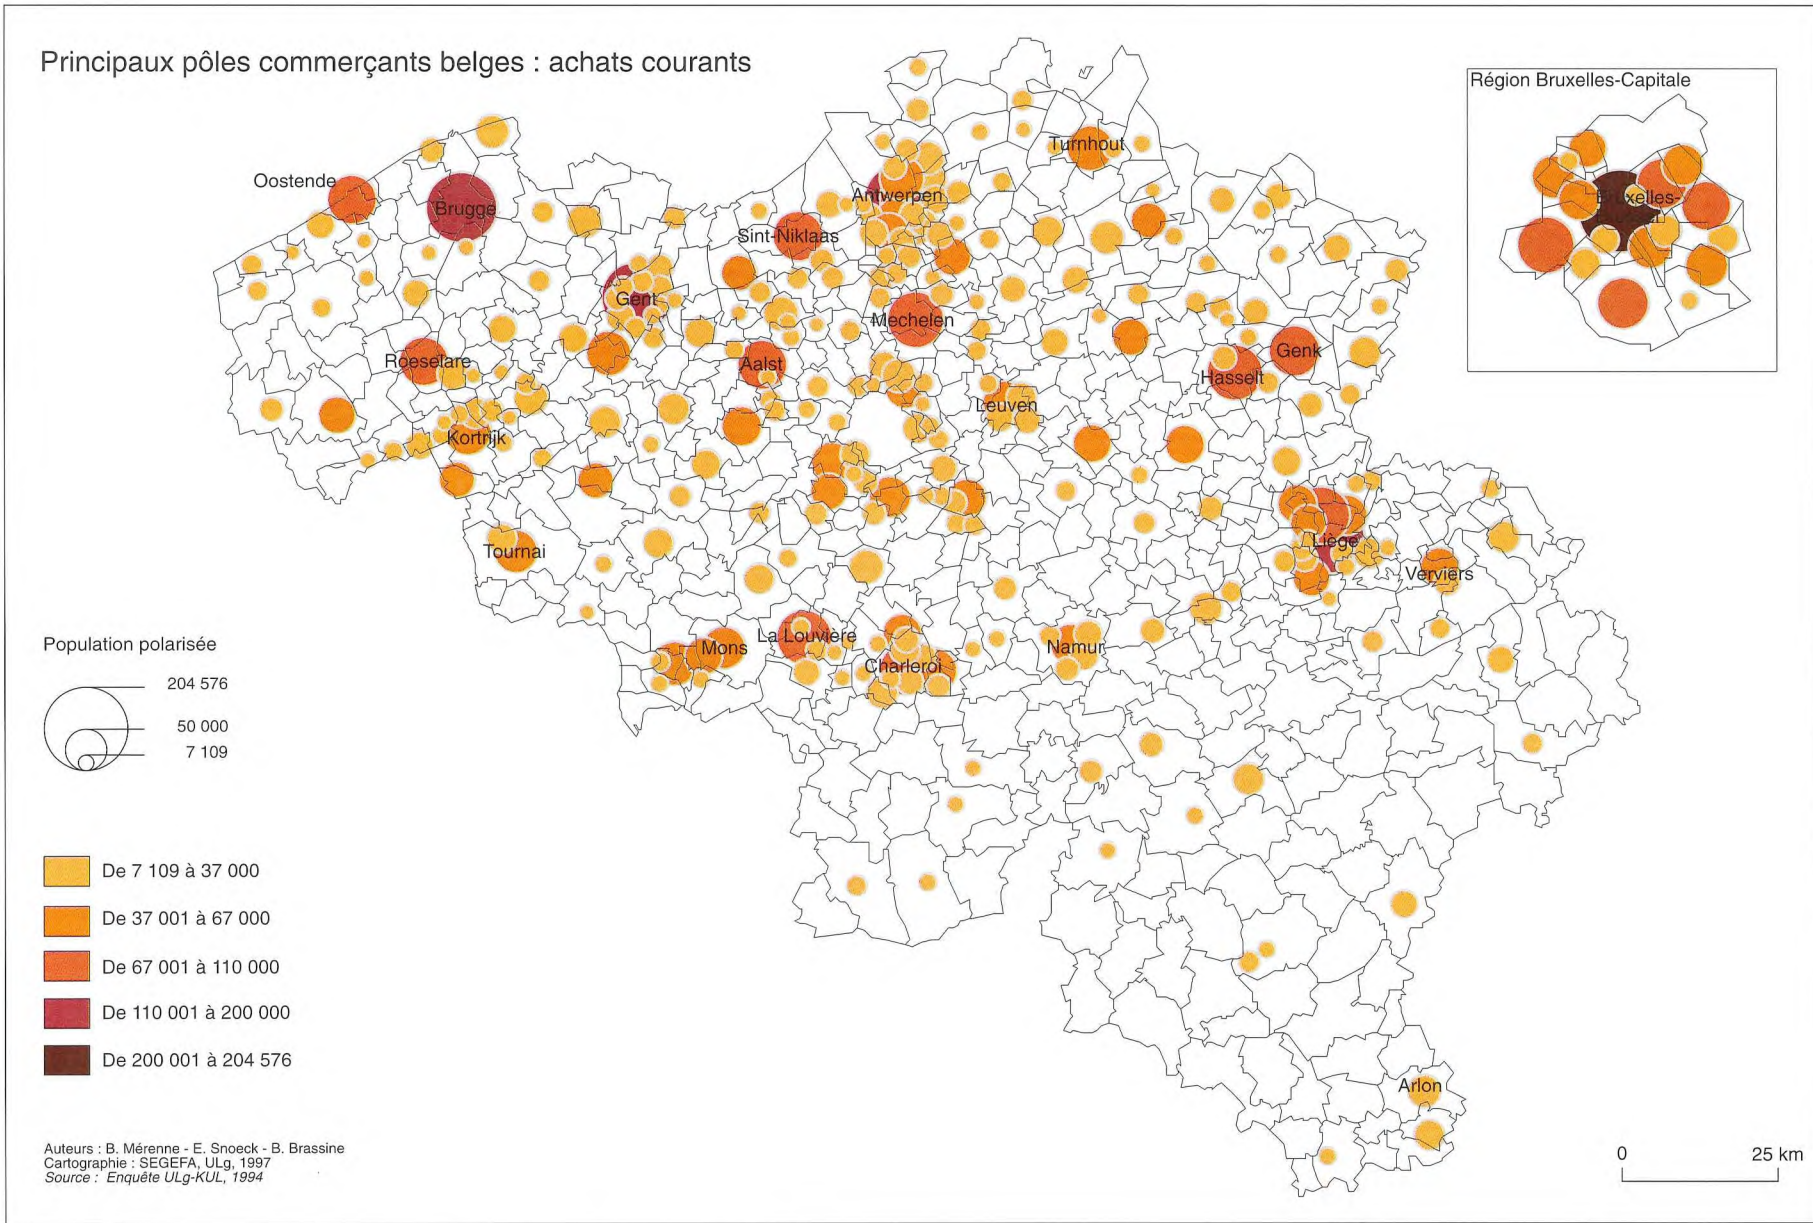 Principaux pôles commerçants belges : achats courants
Région Bruxelles-Capitale
Bruxelles-
Turnhout
Oostende
Antwerpen
Brugge
Sint-Niklaas
Gent
Mechelen
Roeselare
Aalst
Genk
Hasselt
Leuven
Kortrijk
Tournai
Liège
Verviers
La Louvière
Mons
Namur
Charleroi
Arlon
Population polarisée
204 576
50 000
7 109
De 7 109 à 37 000
De 37 001 à 67 000
De 67 001 à 110 000
De 110 001 à 200 000
De 200 001 à 204 576
Auteurs : B. Mérenne - E. Snoeck - B. Brassine
Cartographie : SEGEFA, ULg, 1997
Source : Enquête ULg-KUL, 1994
0 25 km